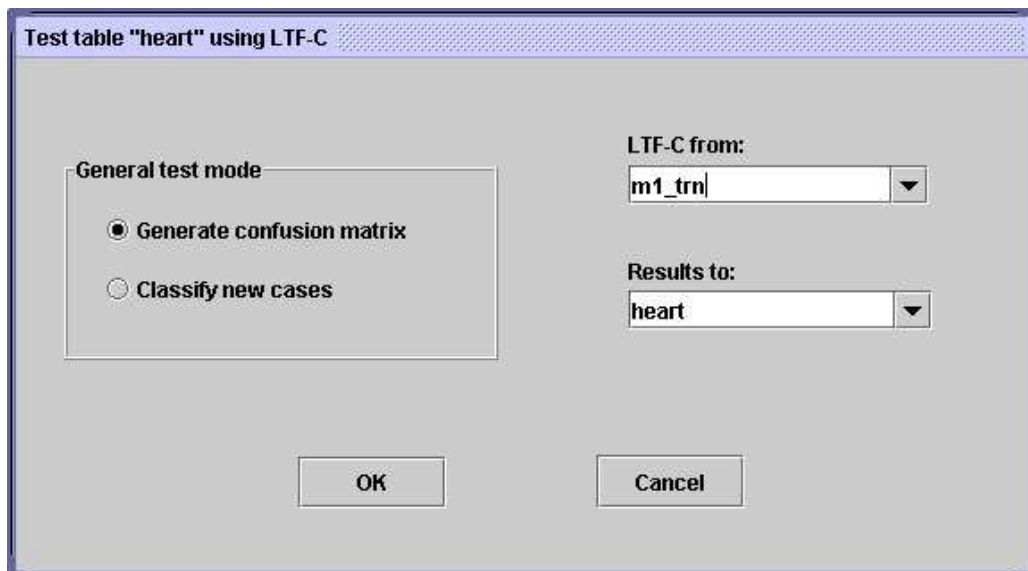 Test table "heart" using LTF-C
General test mode
Generate confusion matrix
Classify new cases
LTF-C from:
m1_trn
Results to:
heart
OK
Cancel